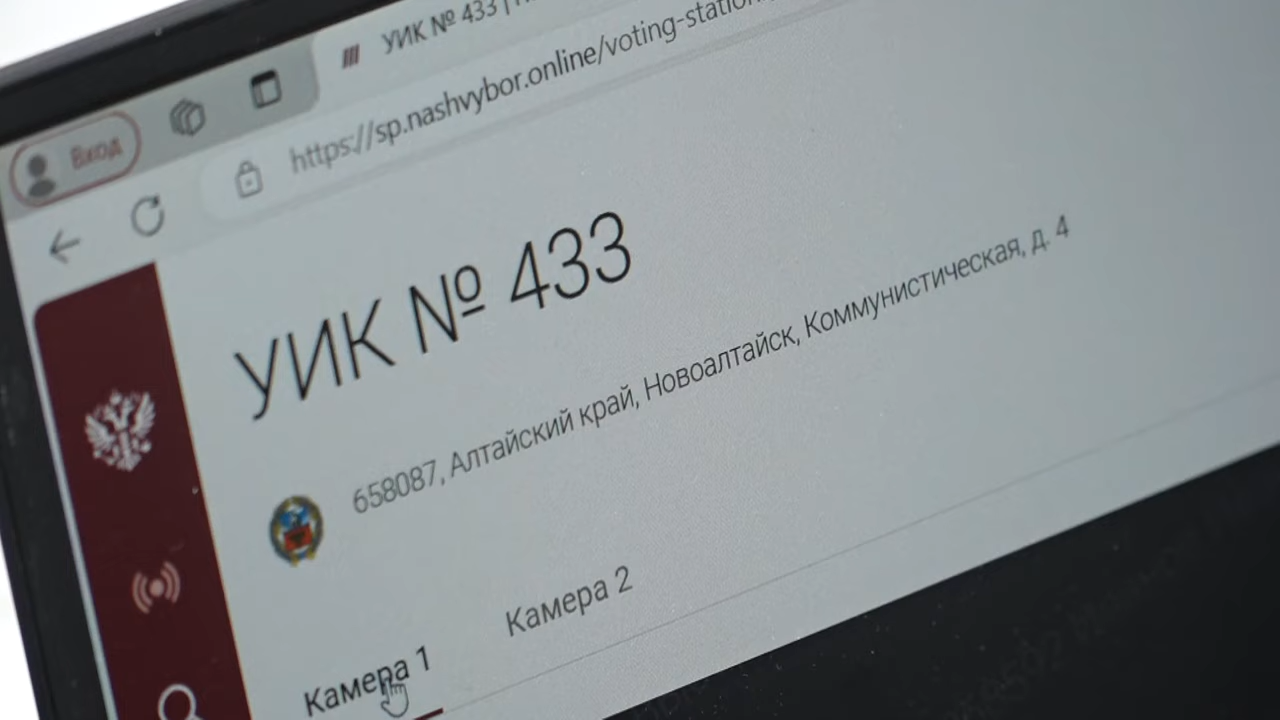 УИК № 433 |
Вход
https://sp.nashvybor.online/voting-station
УИК № 433
658087, Алтайский край, Новоалтайск, Коммунистическая, д. 4
Камера 1
Камера 2